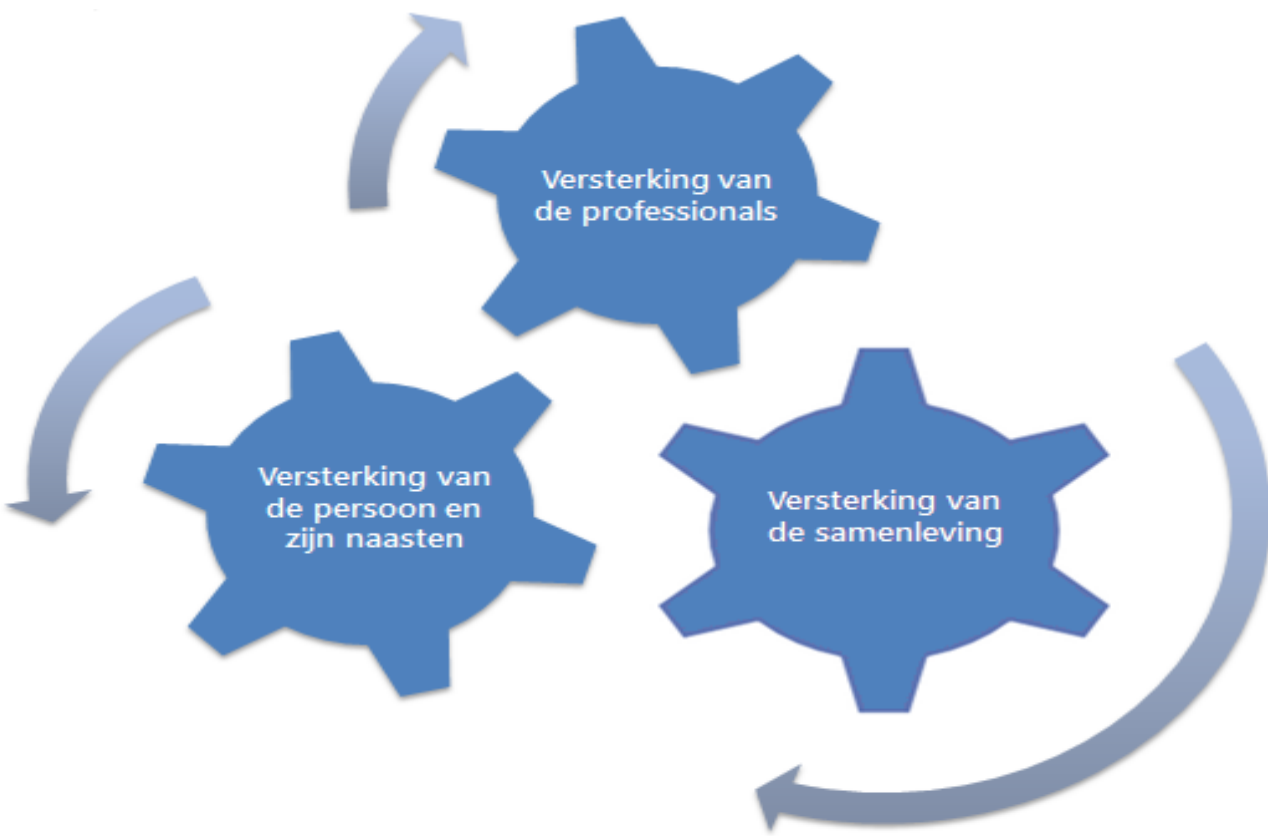 Versterking van
de professionals
Versterking van
de persoon en
zijn naasten
Versterking van
de samenleving